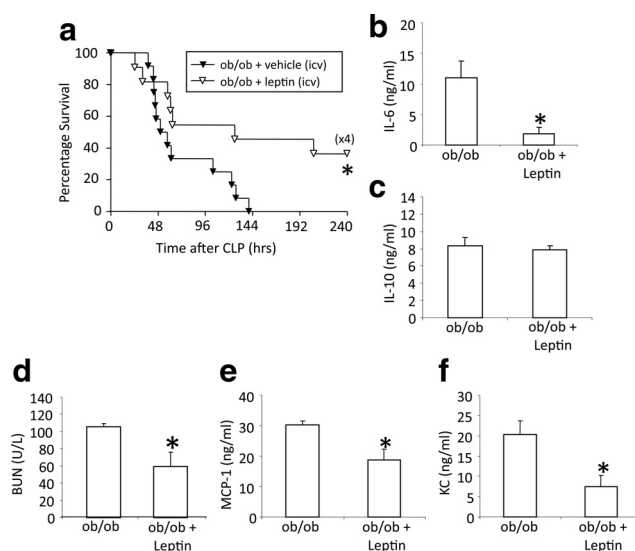 a
100
80
60
40
20
0
Percentage Survival
ob/ob + vehicle (icv)
ob/ob + leptin (icv)
(x4)
*
0 48 96 144 192 240
Time after CLP (hrs)
b
20
15
10
5
0
IL-6 (ng/ml)
*
ob/ob ob/ob +
Leptin
c
14
12
10
8
6
4
2
0
IL-10 (ng/ml)
ob/ob ob/ob +
Leptin
d
140
120
100
80
60
40
20
0
BUN (U/L)
*
ob/ob ob/ob +
Leptin
e
40
30
20
10
0
MCP-1 (ng/ml)
*
ob/ob ob/ob +
Leptin
f
30
25
20
15
10
5
0
KC (ng/ml)
*
ob/ob ob/ob +
Leptin